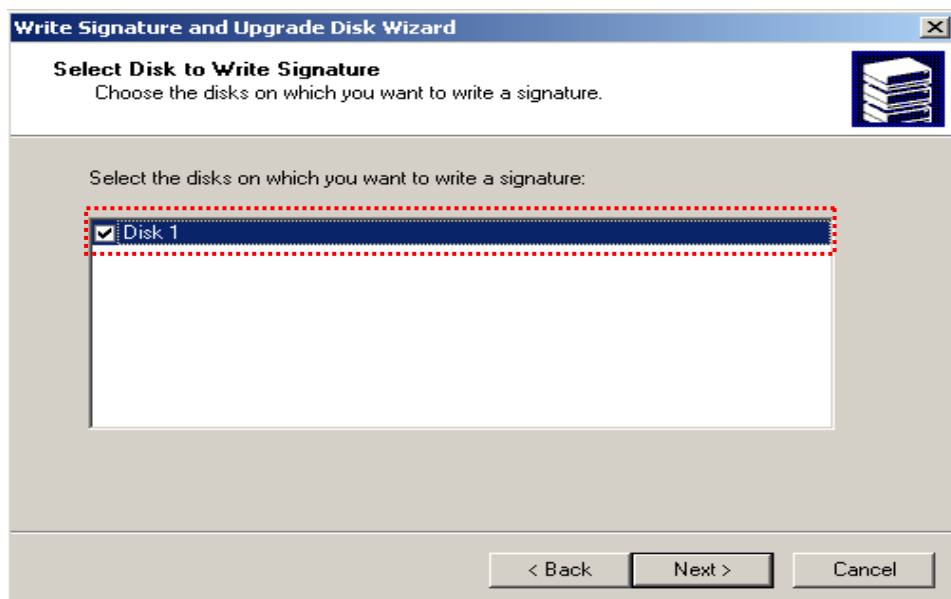 Write Signature and Upgrade Disk Wizard
Select Disk to Write Signature
Choose the disks on which you want to write a signature.
Select the disks on which you want to write a signature:
Disk 1
< Back
Next >
Cancel